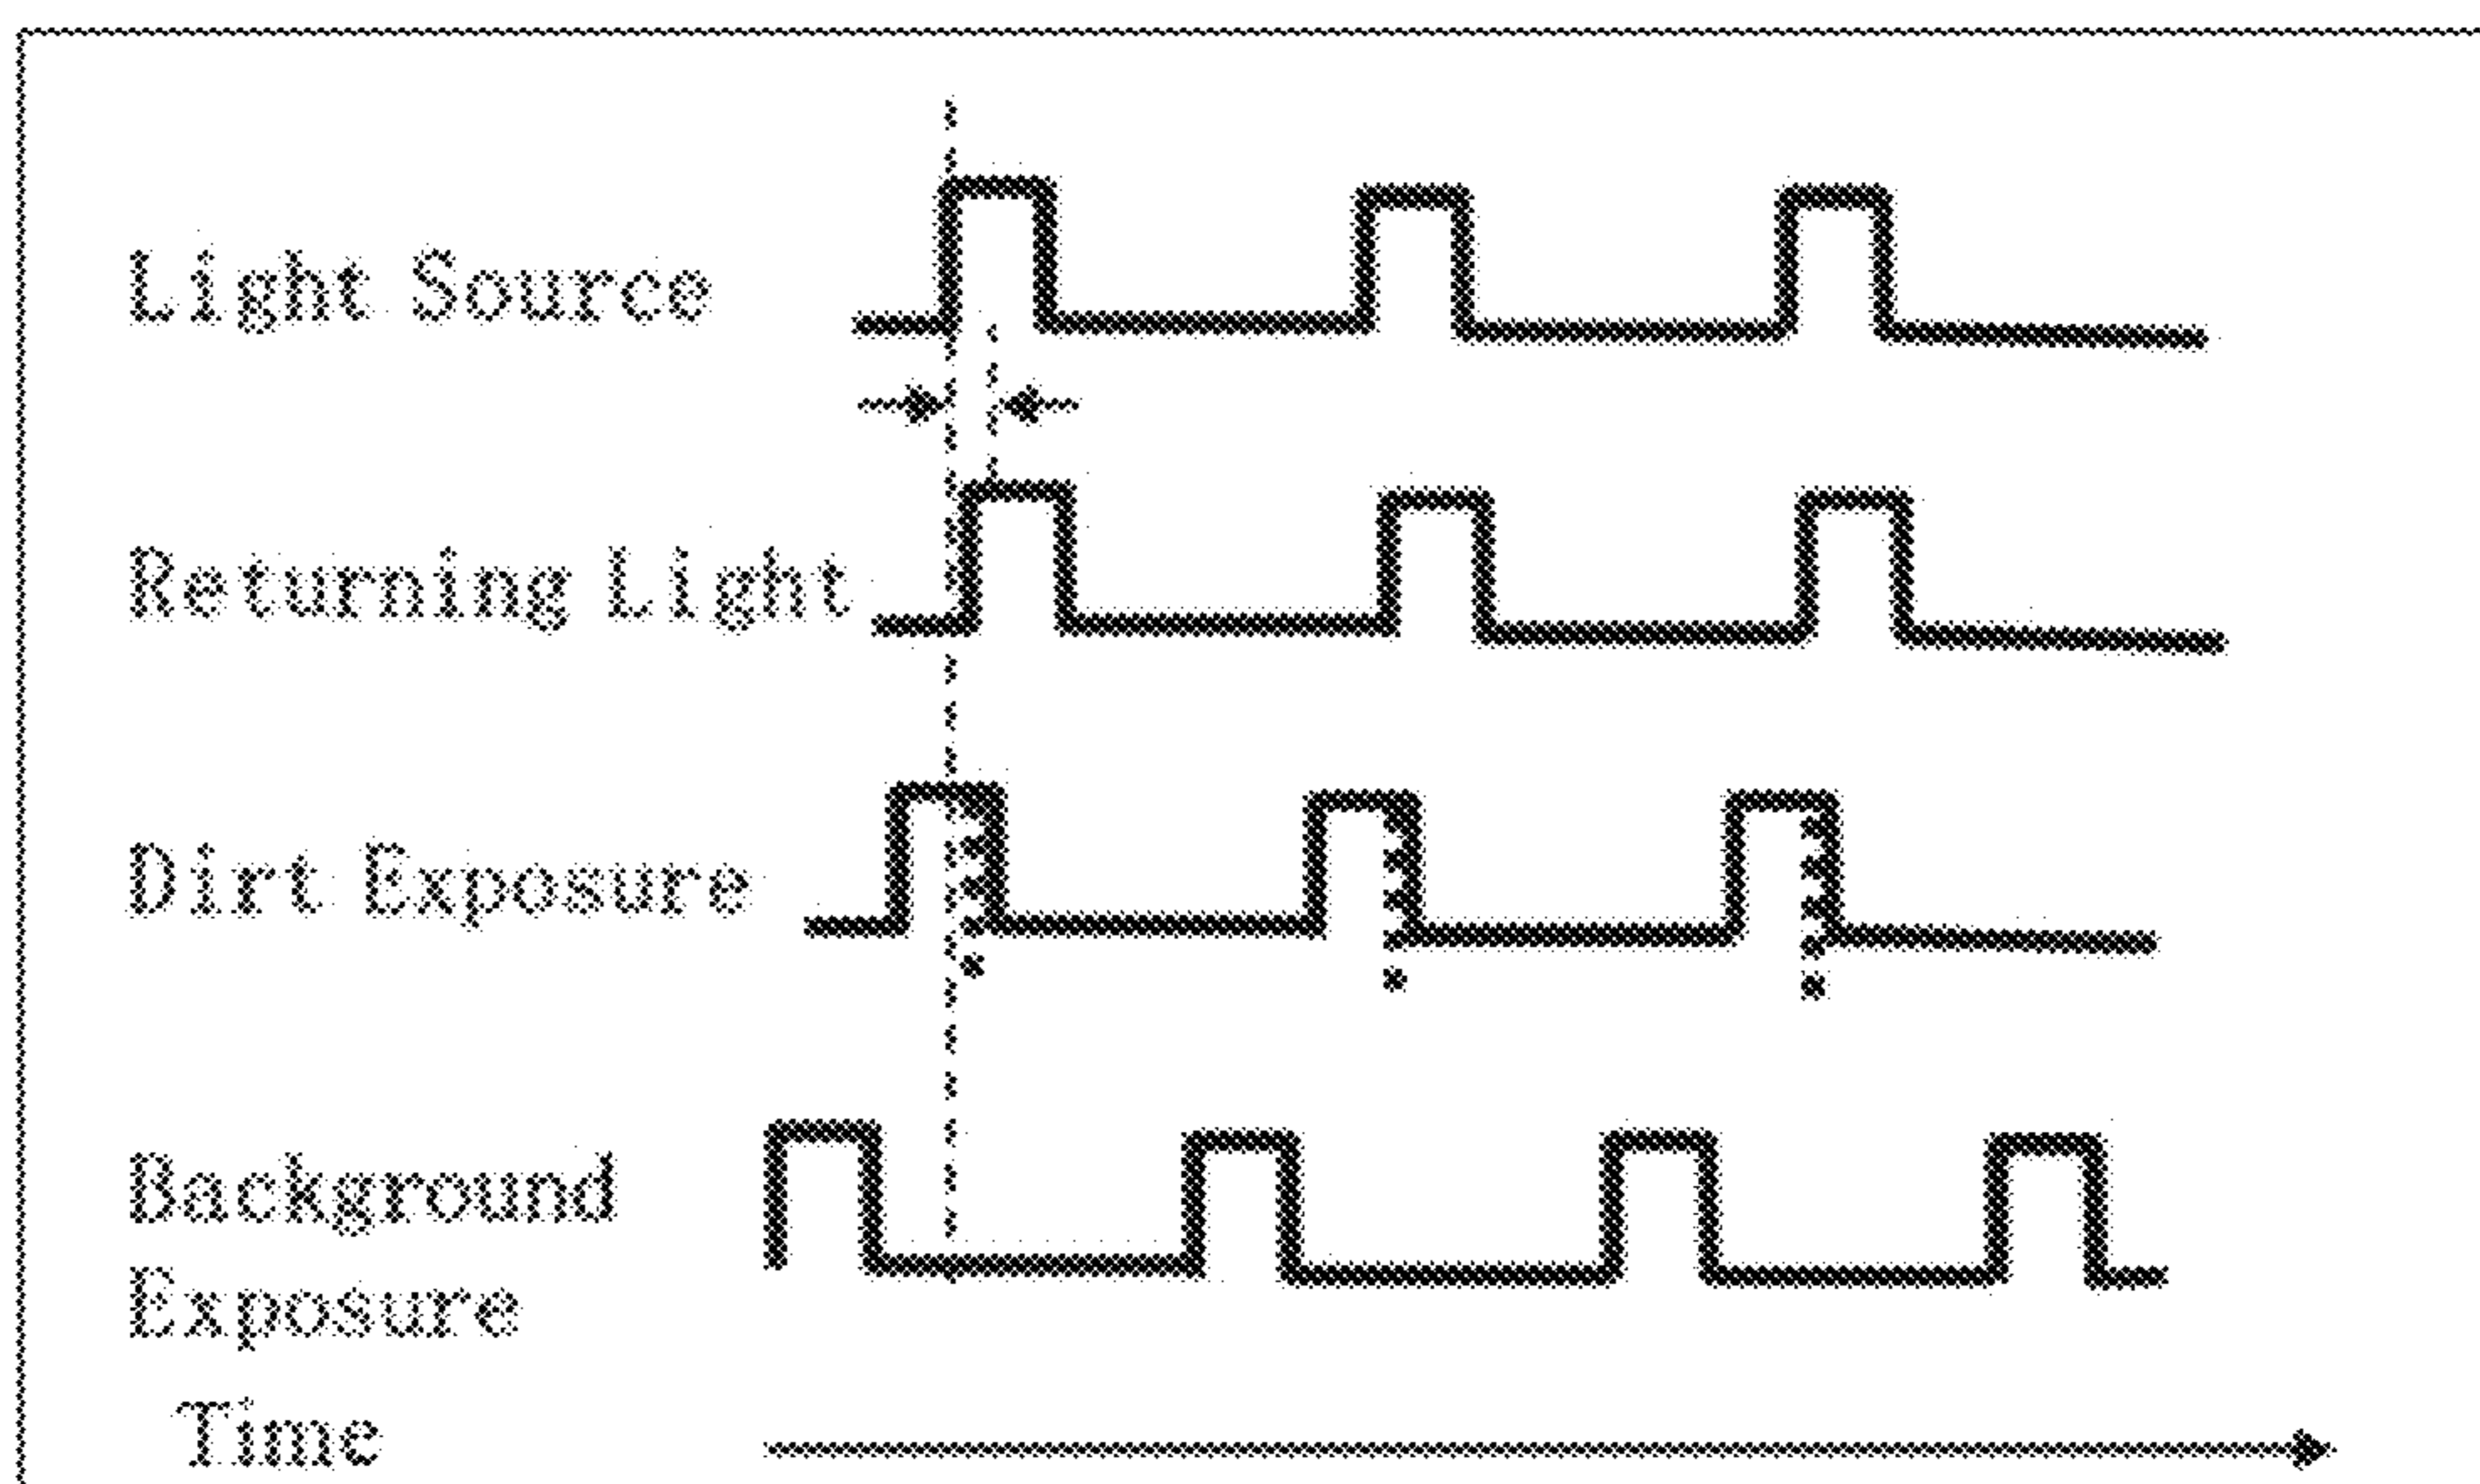 Light Source
Returning Light
Dirt Exposure
Background
Exposure
Time